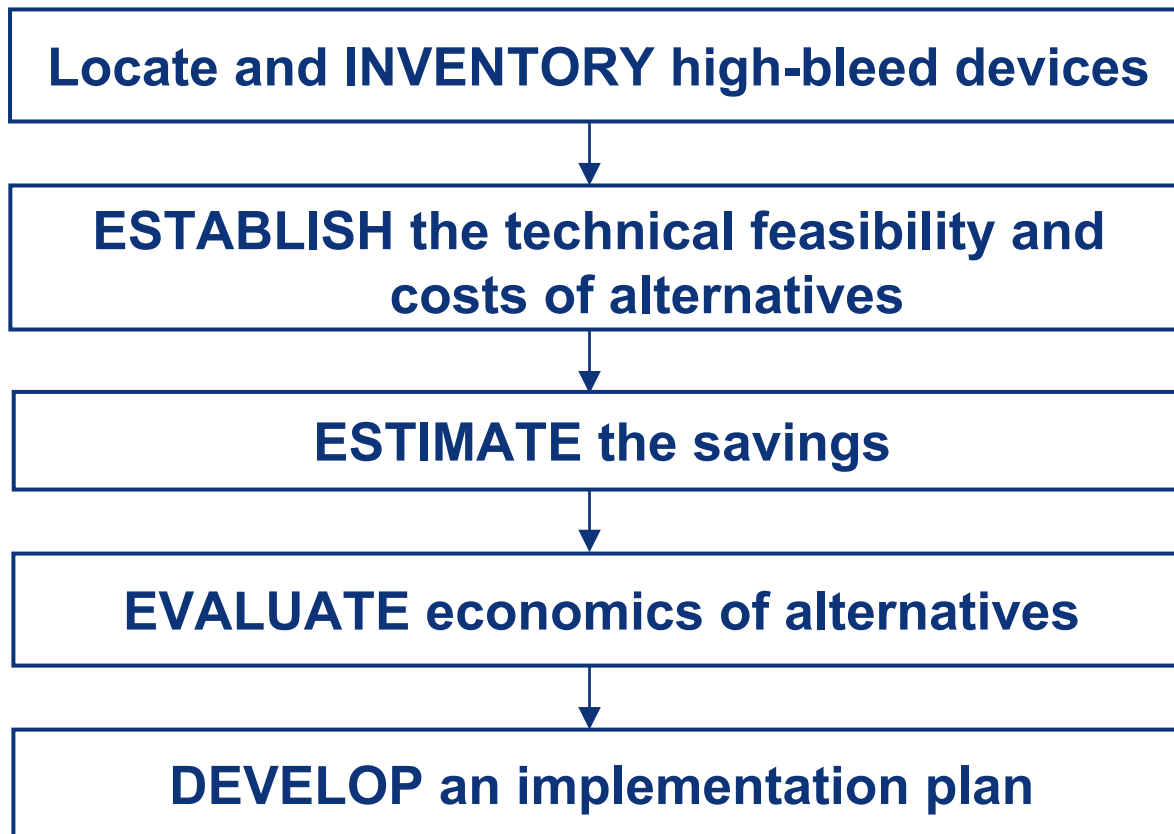 Locate and INVENTORY high-bleed devices
ESTABLISH the technical feasibility and
costs of alternatives
ESTIMATE the savings
EVALUATE economics of alternatives
DEVELOP an implementation plan